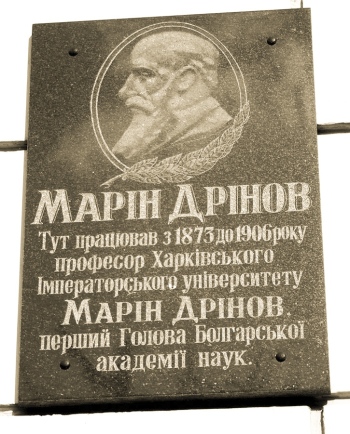 МАРІН ДРІНОВ
Тут працював з 1873 до 1906 року
професор Харківського
Імператорського університету
МАРІН ДРІНОВ,
перший Голова Болгарської
академії наук.